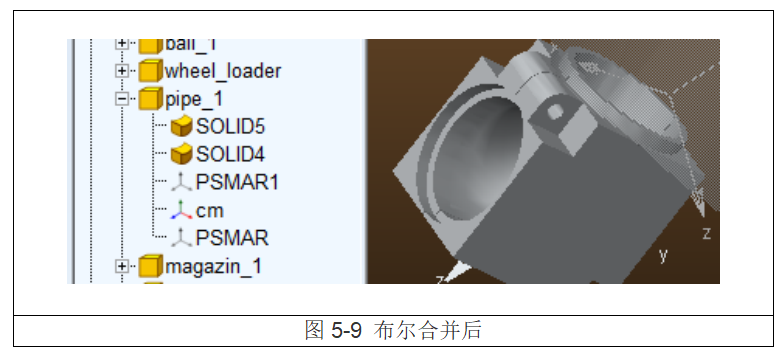 ball_1
wheel_loader
pipe_1
SOLID5
SOLID4
PSMAR1
cm
PSMAR
magazin_1
z
y
z
图 5-9 布尔合并后